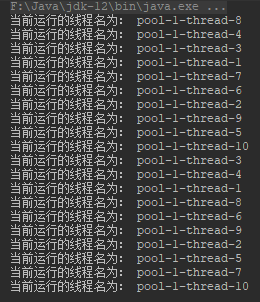 F:\Java\jdk-12\bin\java.exe ...
当前运行的线程名为: pool-1-thread-8
当前运行的线程名为: pool-1-thread-4
当前运行的线程名为: pool-1-thread-3
当前运行的线程名为: pool-1-thread-1
当前运行的线程名为: pool-1-thread-7
当前运行的线程名为: pool-1-thread-6
当前运行的线程名为: pool-1-thread-2
当前运行的线程名为: pool-1-thread-9
当前运行的线程名为: pool-1-thread-5
当前运行的线程名为: pool-1-thread-10
当前运行的线程名为: pool-1-thread-3
当前运行的线程名为: pool-1-thread-4
当前运行的线程名为: pool-1-thread-1
当前运行的线程名为: pool-1-thread-8
当前运行的线程名为: pool-1-thread-6
当前运行的线程名为: pool-1-thread-9
当前运行的线程名为: pool-1-thread-2
当前运行的线程名为: pool-1-thread-5
当前运行的线程名为: pool-1-thread-7
当前运行的线程名为: pool-1-thread-10